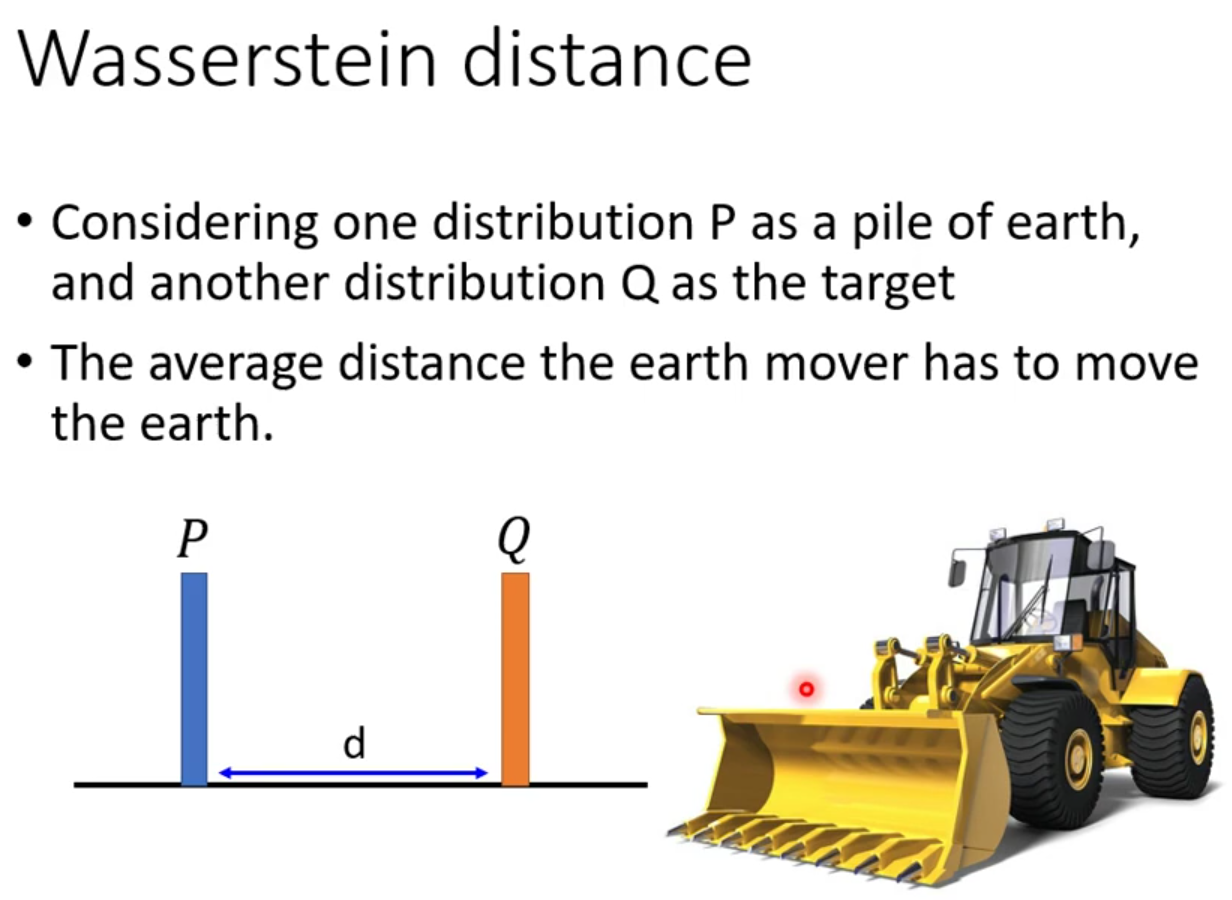 Wasserstein distance
• Considering one distribution P as a pile of earth,
and another distribution Q as the target
• The average distance the earth mover has to move
the earth.
P Q
d